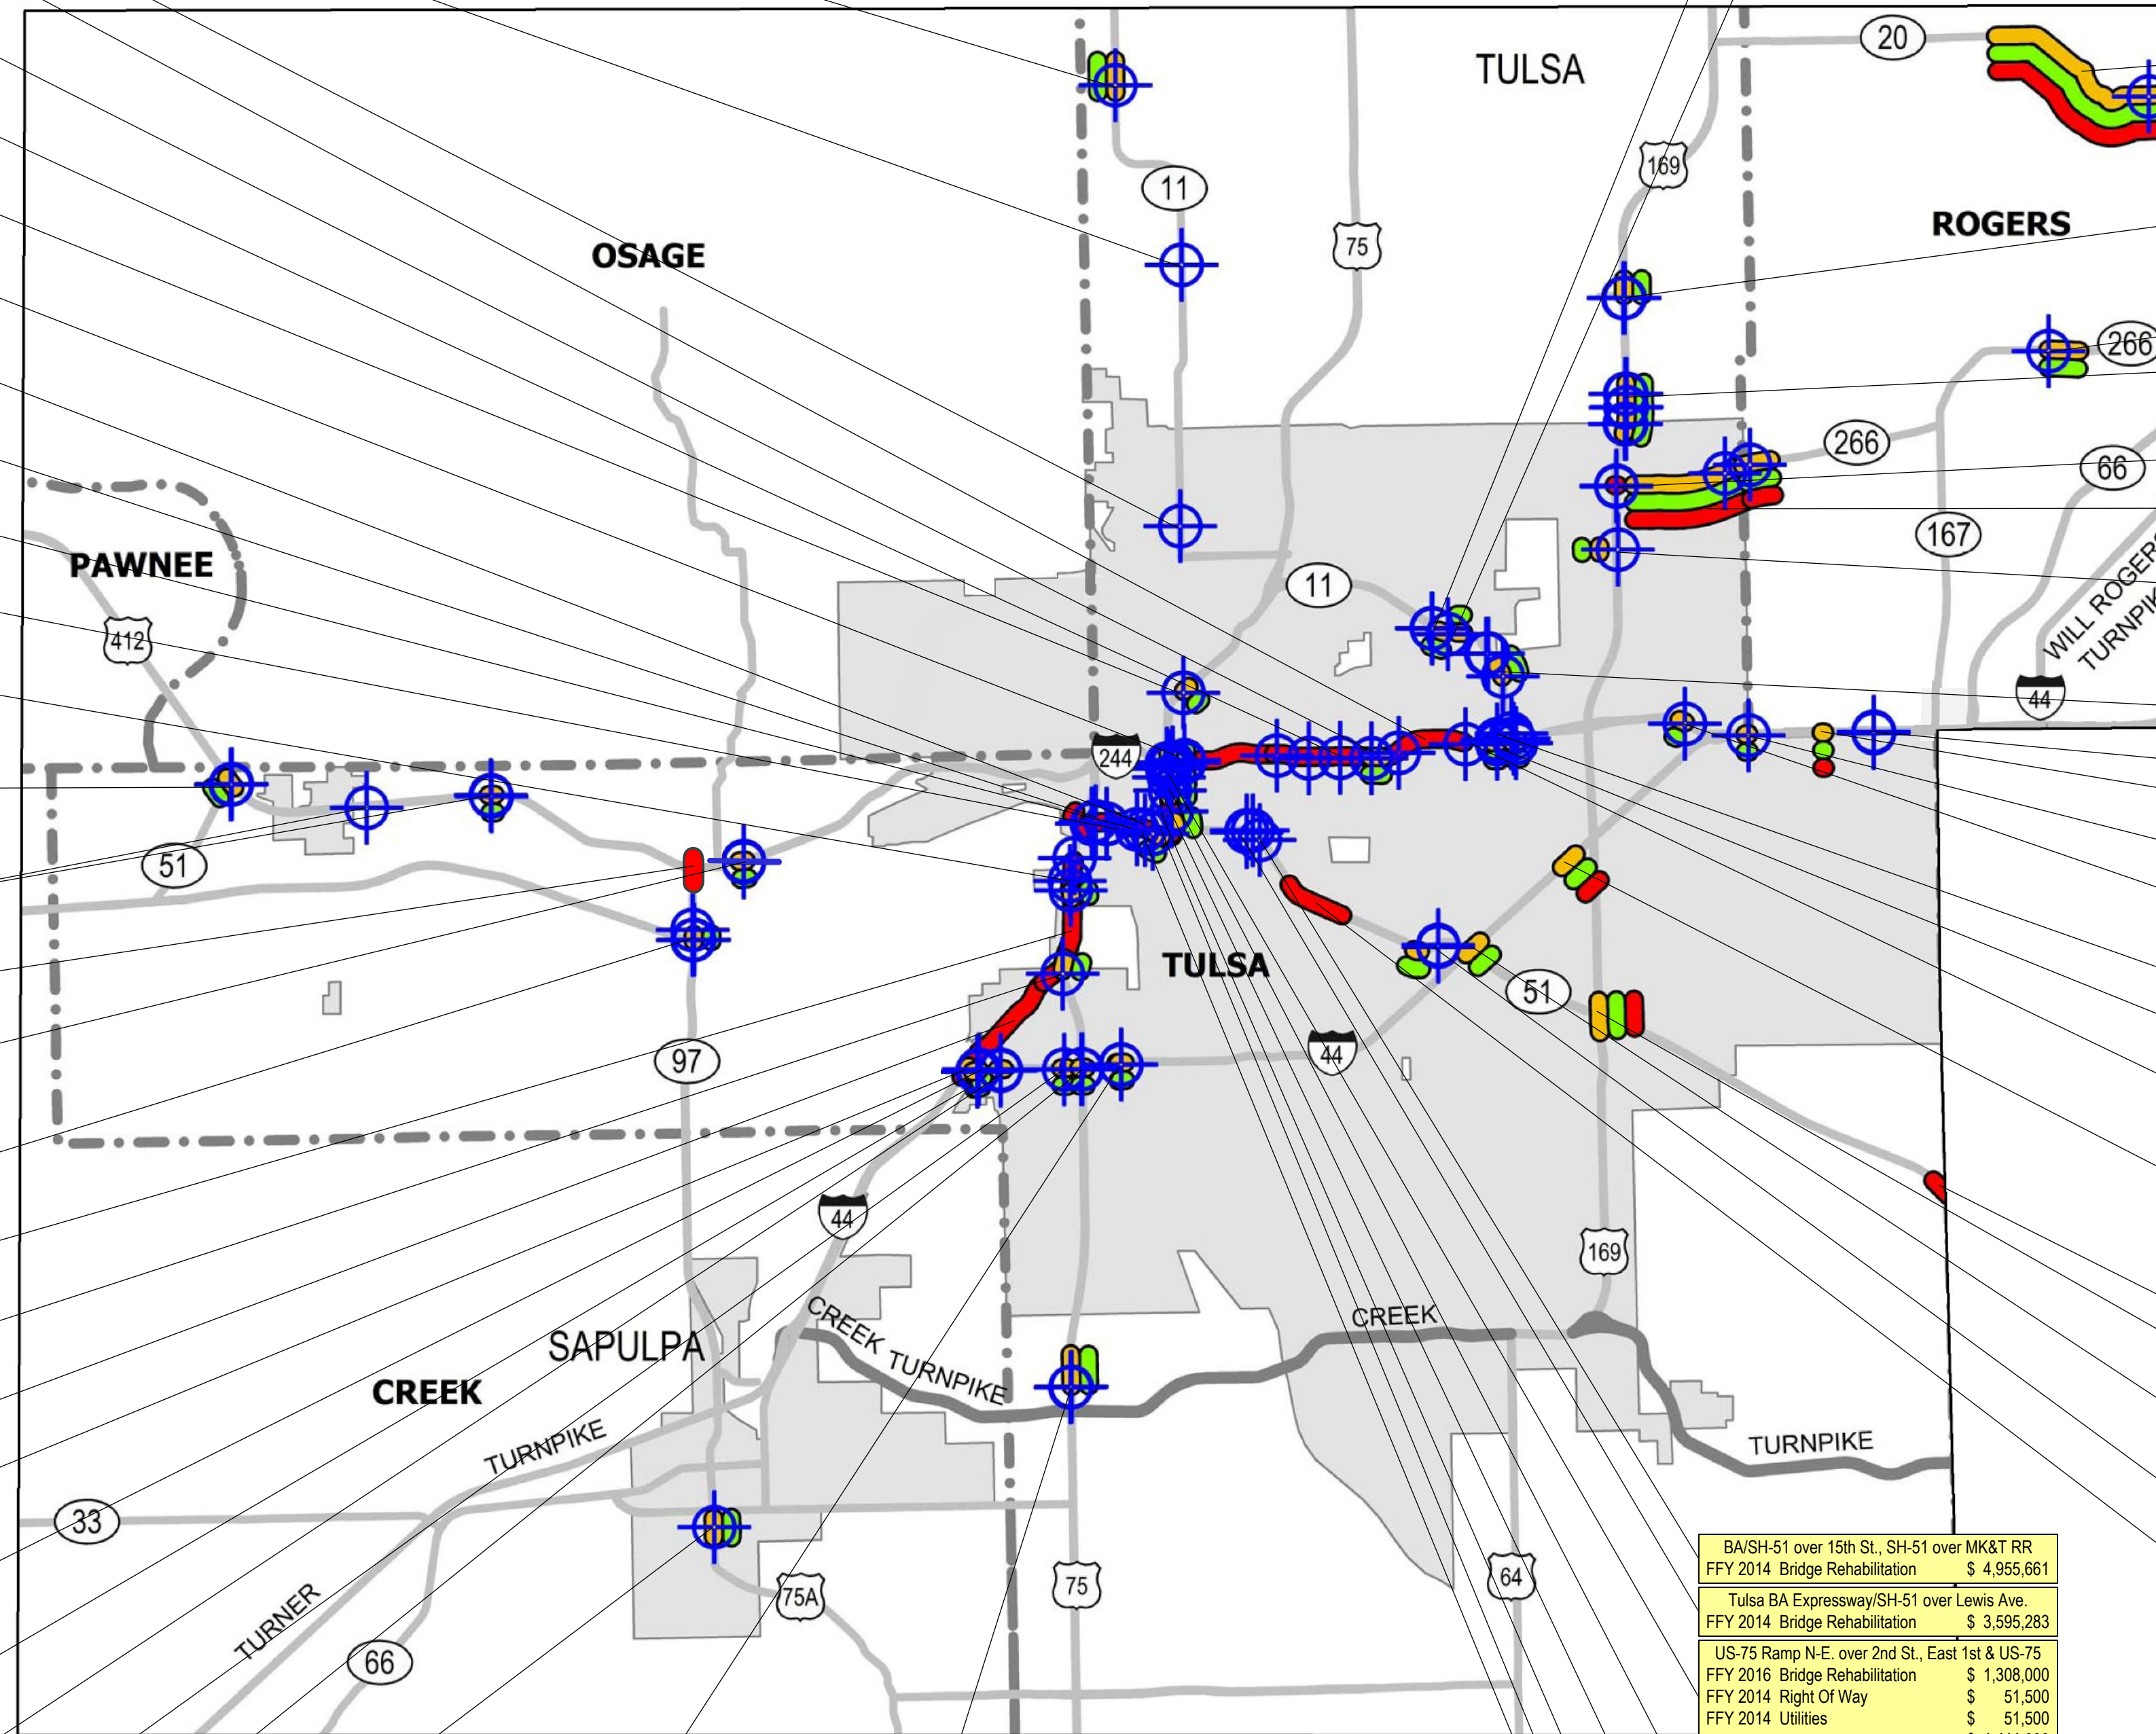 TULSA
20
169
11
ROGERS
75
OSAGE
266
266
66
PAWNEE
167
WILL ROGERS
TURNPIKE
11
412
44
244
51
TULSA
51
44
97
44
169
CREEK
CREEK
TURNPIKE
SAPULPA
CREEK
TURNPIKE
TURNPIKE
33
75A
75
64
TURNER
66
BA/SH-51 over 15th St., SH-51 over MK&T RR
FFY 2014 Bridge Rehabilitation $ 4,955,661
Tulsa BA Expressway/SH-51 over Lewis Ave.
FFY 2014 Bridge Rehabilitation $ 3,595,283
US-75 Ramp N-E. over 2nd St., East 1st & US-75
FFY 2016 Bridge Rehabilitation $ 1,308,000
FFY 2014 Right Of Way $ 51,500
FFY 2014 Utilities $ 51,500